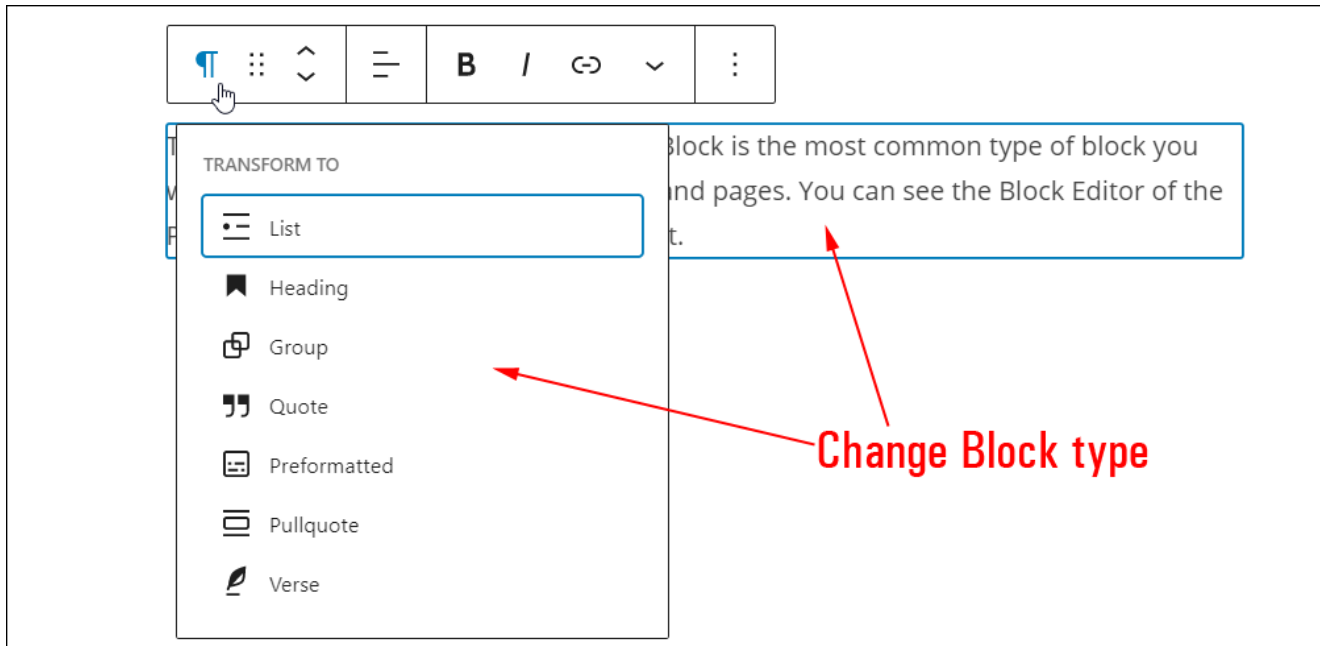 B I
Block is the most common type of block you
and pages. You can see the Block Editor of the
TRANSFORM TO
List
Heading
Group
Quote
Preformatted
Pullquote
Verse
Change Block type